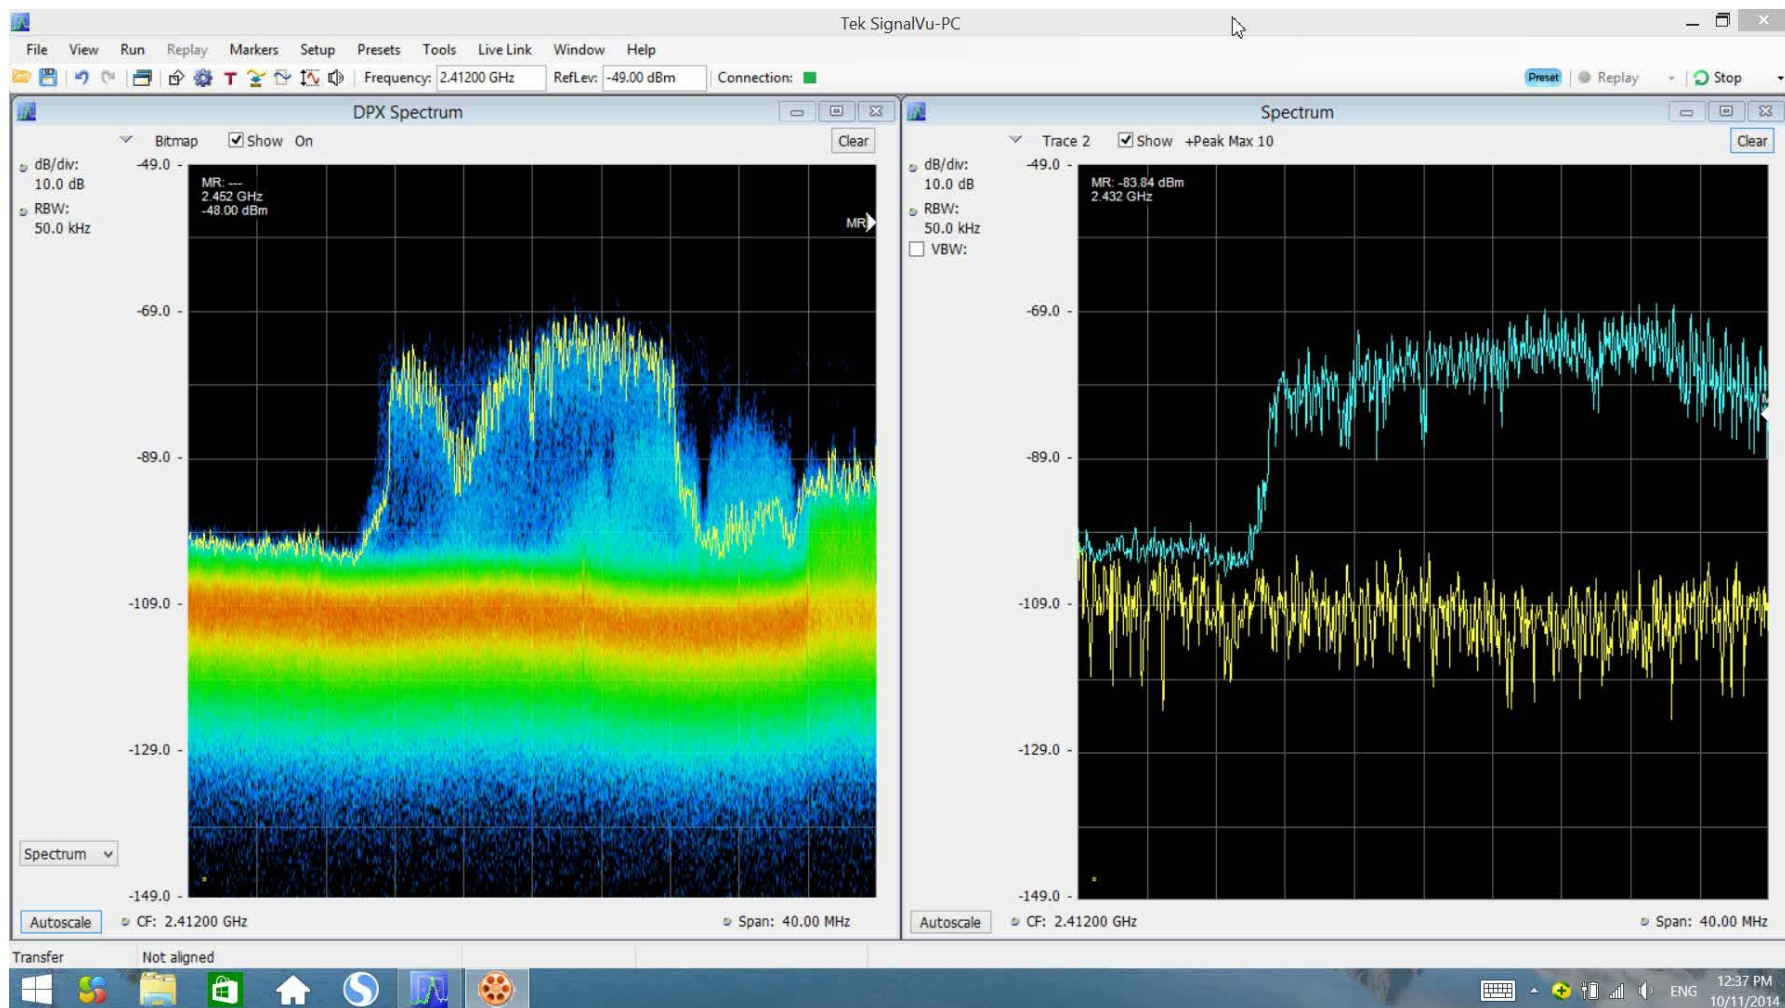 Tek SignalVu-PC
File View Run Replay Markers Setup Presets Tools Live Link Window Help
Frequency: 2.41200 GHz RefLev: -49.00 dBm Connection: Preset Replay Stop
DPX Spectrum
Bitmap Show On Clear
dB/div:
10.0 dB
RBW:
50.0 kHz
-49.0
-69.0
-89.0
-109.0
-129.0
-149.0
MR: ---
2.452 GHz
-48.00 dBm
MR
Spectrum
Autoscale CF: 2.41200 GHz Span: 40.00 MHz
Spectrum
Trace 2 Show +Peak Max 10 Clear
dB/div:
10.0 dB
RBW:
50.0 kHz
VBW:
-49.0
-69.0
-89.0
-109.0
-129.0
-149.0
MR: -83.84 dBm
2.432 GHz
Autoscale CF: 2.41200 GHz Span: 40.00 MHz
Transfer Not aligned
ENG 12:37 PM
10/11/2014